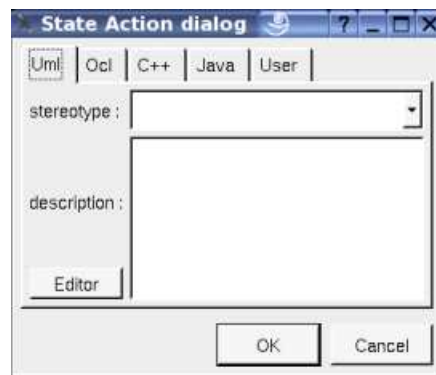 State Action dialog ?
Uml Ocl C++ Java User
stereotype :
description :
Editor
OK Cancel